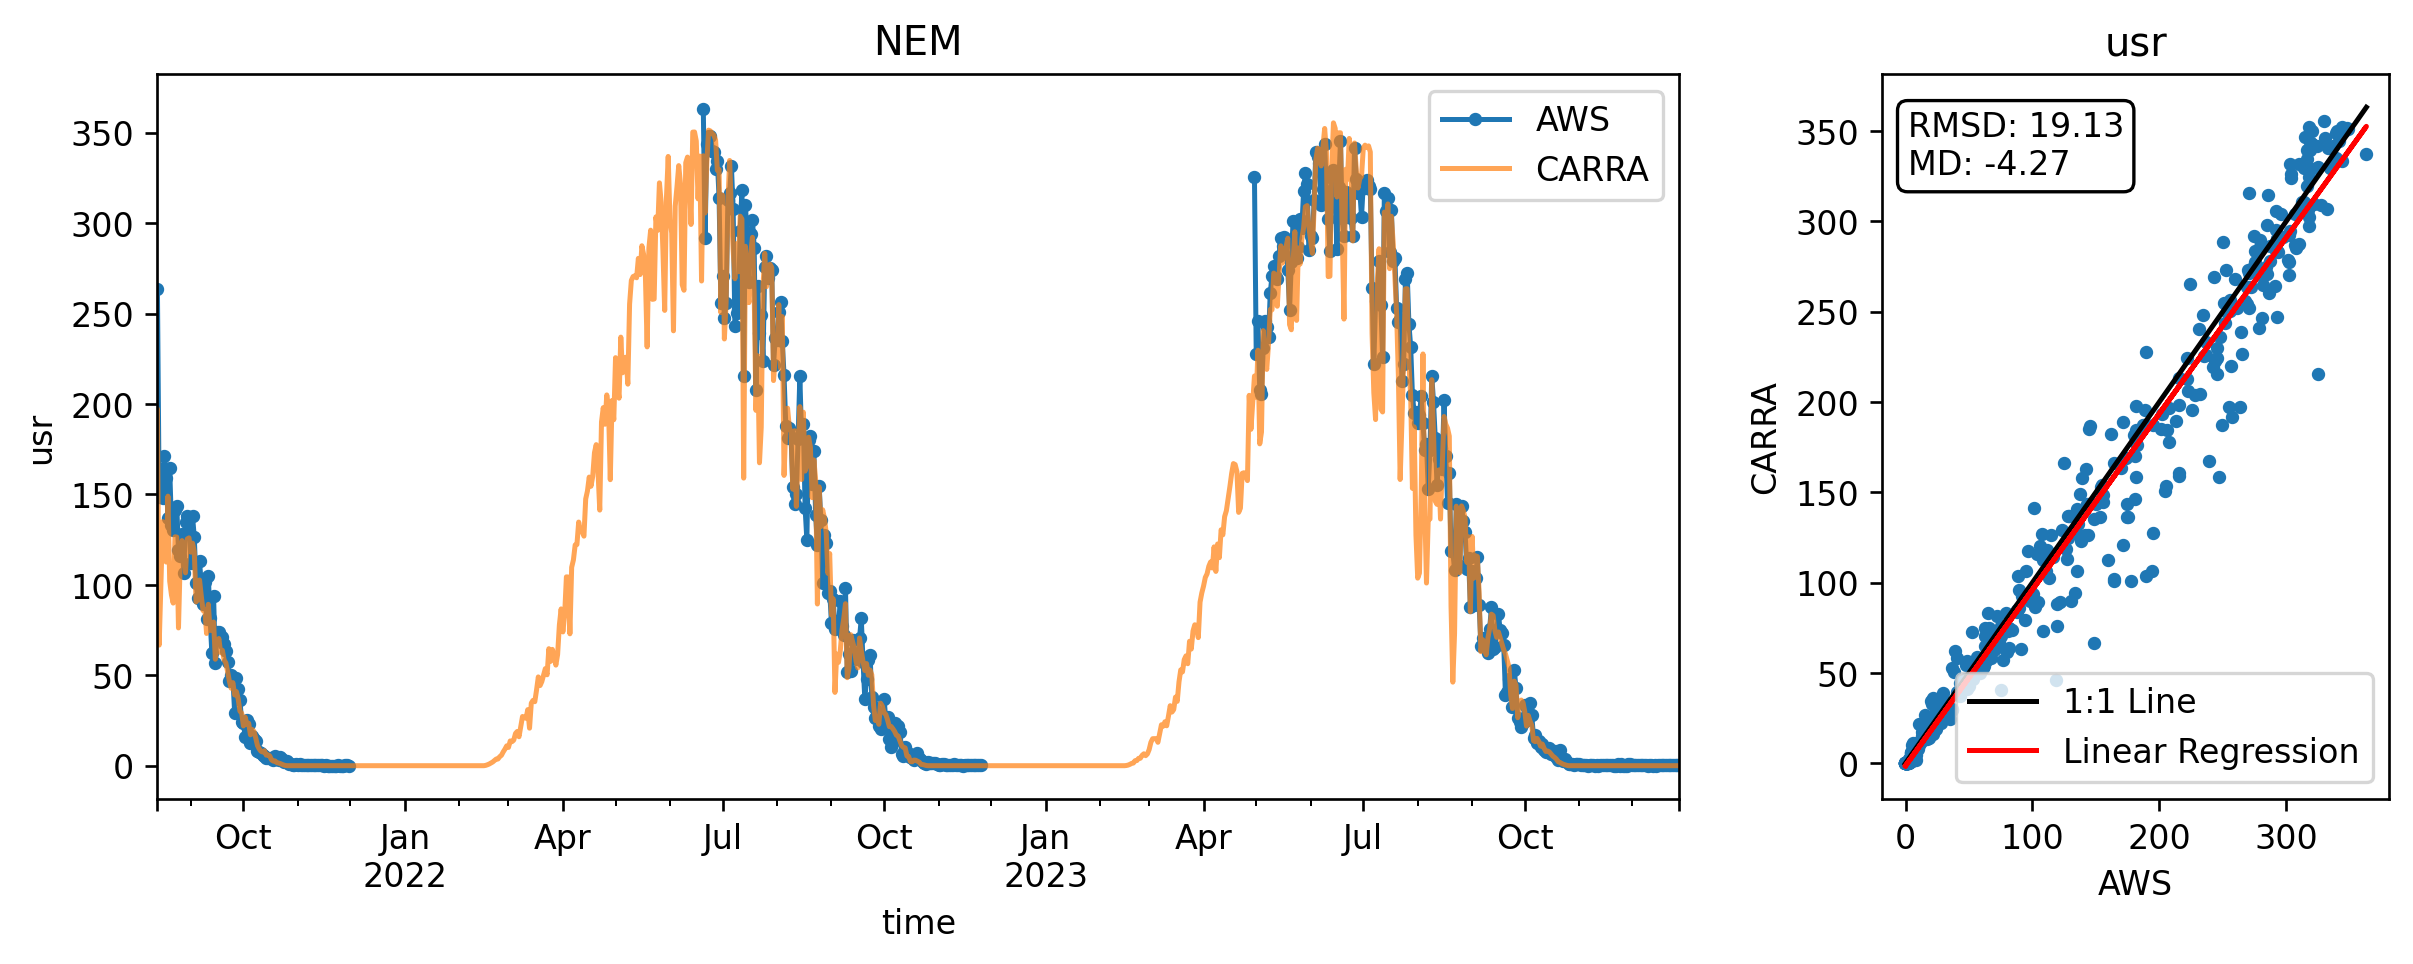 NEM
usr
350
300
250
200
150
100
50
0
AWS
CARRA
Oct
Jan
2022
Apr
Jul
Oct
Jan
2023
Apr
Jul
Oct
time
usr
CARRA
350
300
250
200
150
100
50
0
RMSD: 19.13
MD: -4.27
1:1 Line
Linear Regression
0
100
200
300
AWS